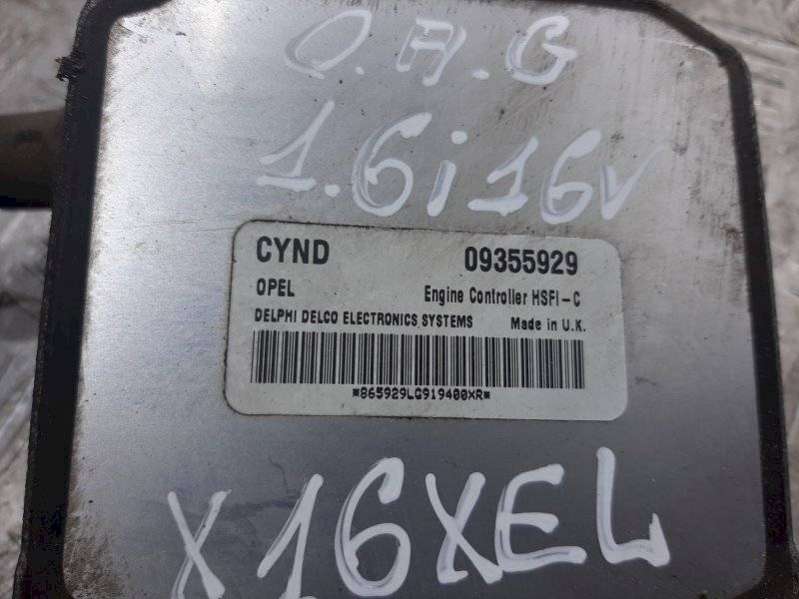 O.A.G
1.6i16v
CYND 09355929
OPEL Engine Controller HSFI-C
DELPHI DELCO ELECTRONICS SYSTEMS Made in U.K.
*865929LG919400XR*
X16XEL